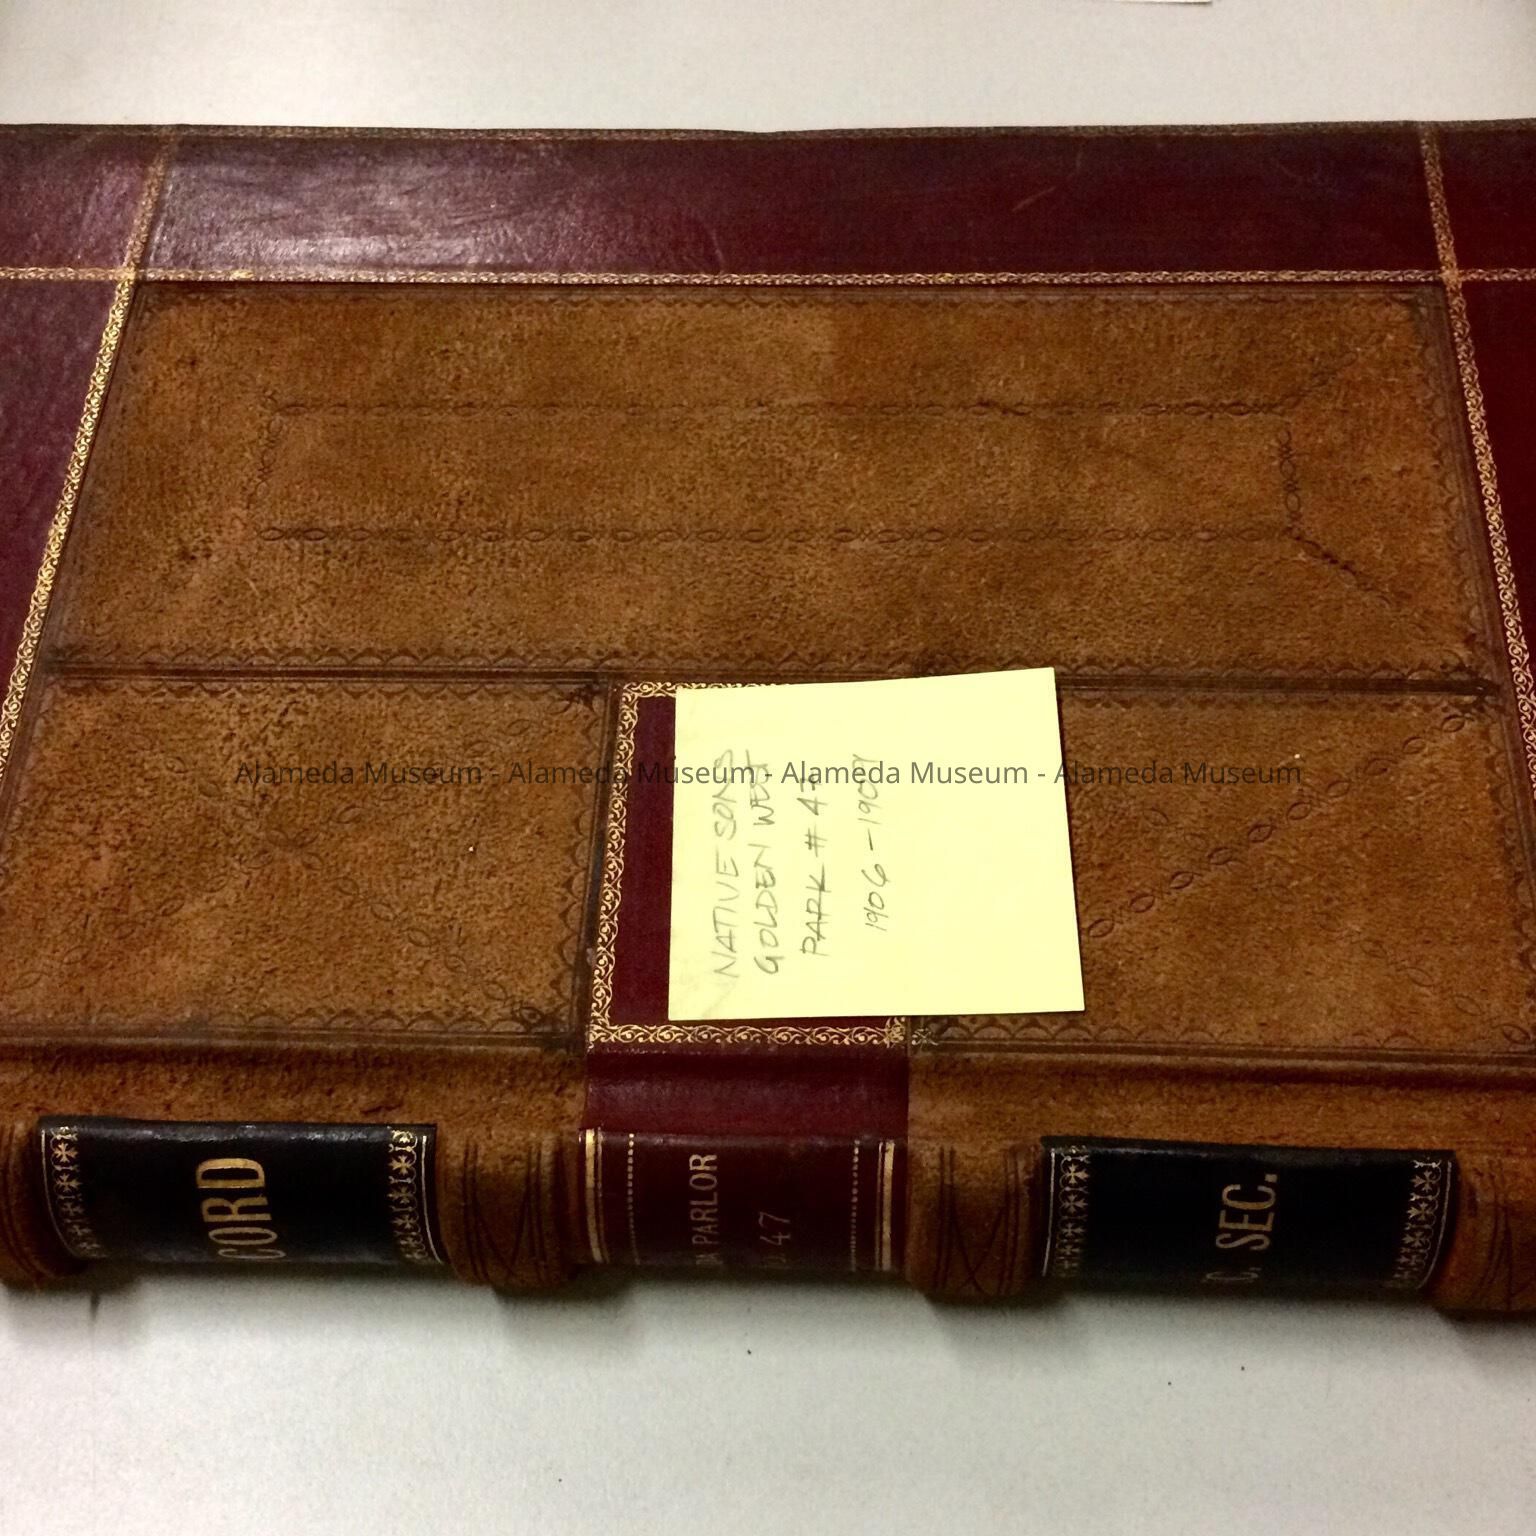 Alameda Museum - Alameda Museum - Alameda Museum - Alameda Museum
NATIVE SONS
GOLDEN WEST
PARK # 47
1906-1909
CORD
PARLOR
47
C. SEC.